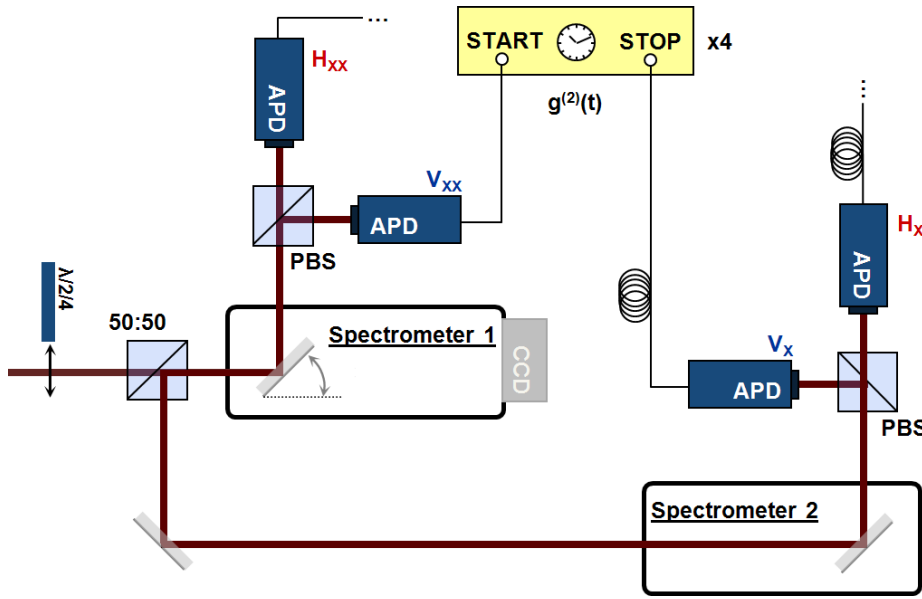 ...
START
STOP
x4
H_XX
APD
g^(2)(t)
...
V_XX
APD
PBS
H_X
APD
λ/2/4
50:50
Spectrometer 1
CCD
V_X
APD
PBS
Spectrometer 2